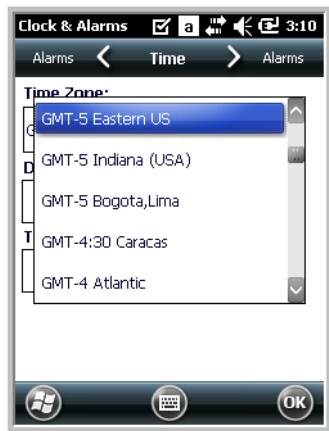 Clock & Alarms a 3:10
Alarms Time Alarms
Time Zone:
G
GMT-5 Eastern US
GMT-5 Indiana (USA)
D
GMT-5 Bogota,Lima
T
GMT-4:30 Caracas
GMT-4 Atlantic
OK